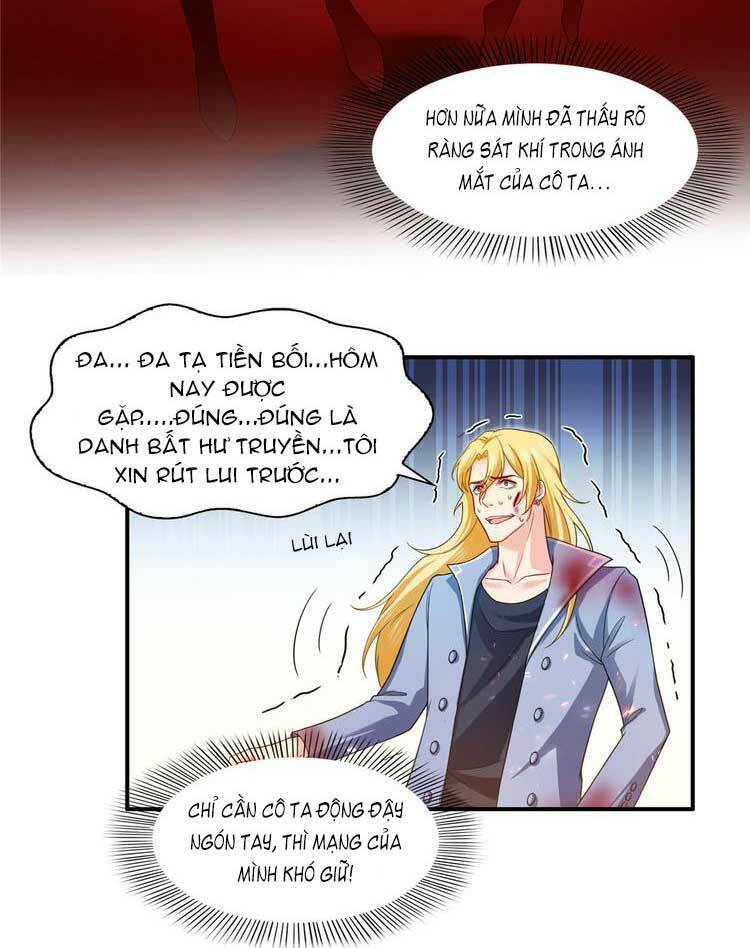 HƠN NỮA MÌNH ĐÃ THẤY RÕ
RÀNG SÁT KHÍ TRONG ÁNH
MẮT CỦA CÔ TA...
ĐA... ĐA TẠ TIỀN BỐI...HÔM
NAY ĐƯỢC
GẶP.....ĐÚNG...ĐÚNG LÀ
DANH BẤT HƯ TRUYỀN...TÔI
XIN RÚT LUI TRƯỚC...
LÙI LẠI
CHỈ CẦN CÔ TA ĐỘNG ĐẬY
NGÓN TAY, THÌ MẠNG CỦA
MÌNH KHÓ GIỮ!